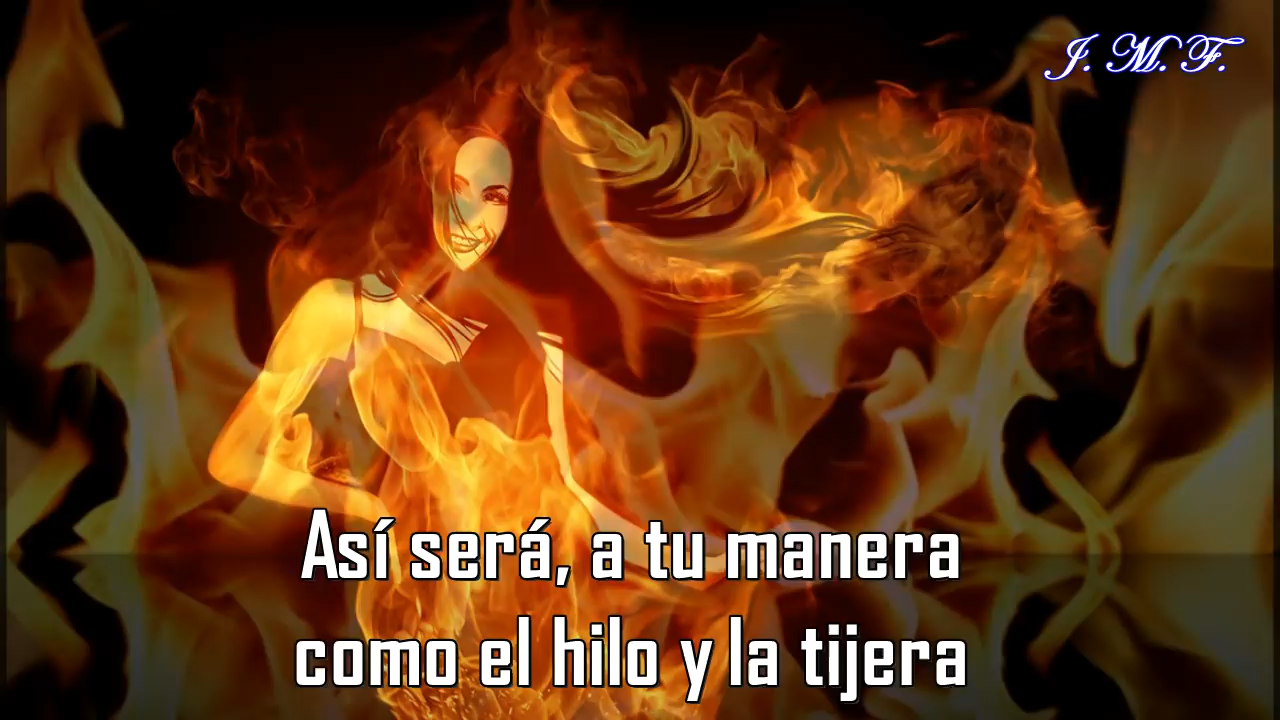 J. M. F.
Así será, a tu manera
como el hilo y la tijera